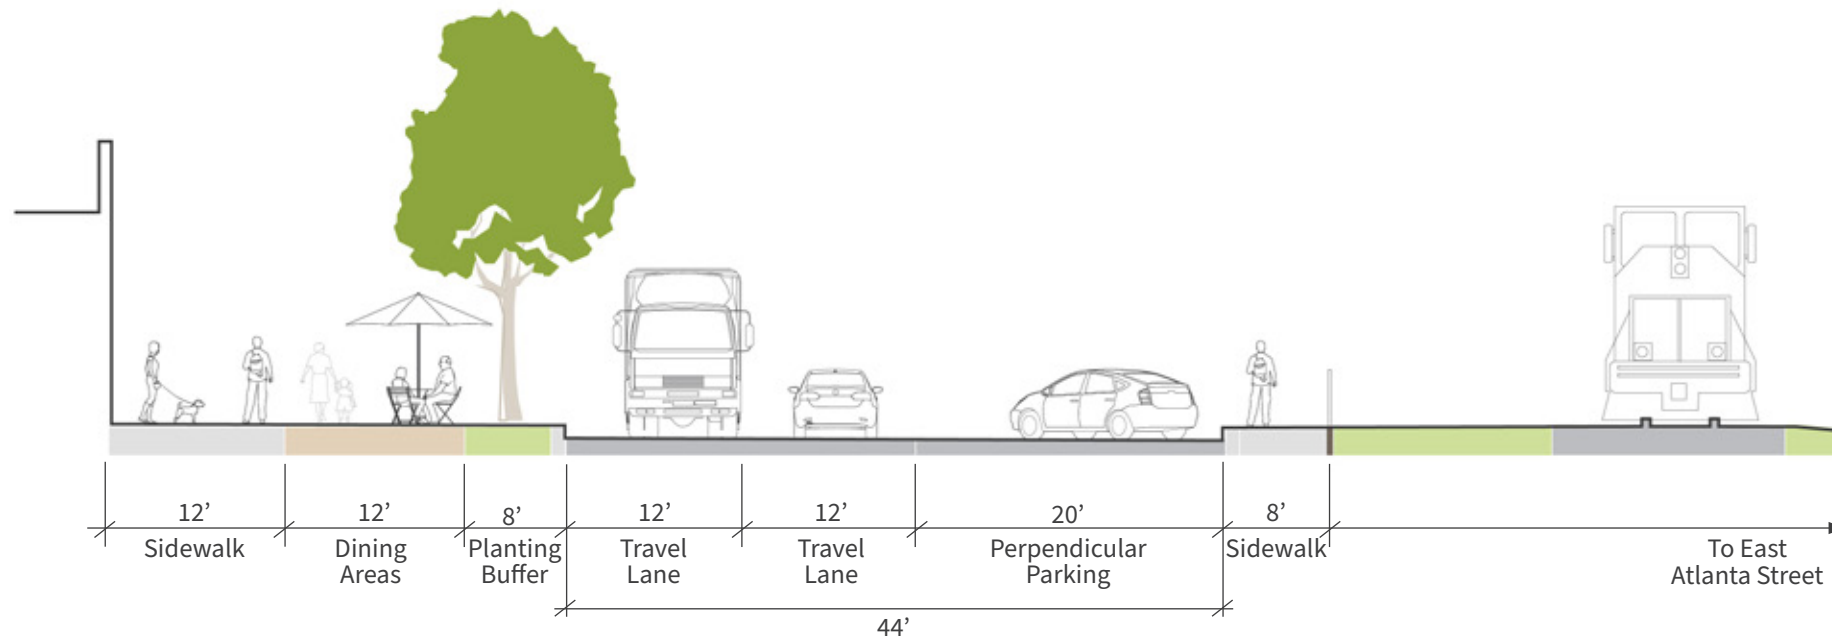 12’
12’
8’
12’
12’
20’
8’
Sidewalk
Dining
Areas
Planting
Buffer
Travel
Lane
Travel
Lane
Perpendicular
Parking
Sidewalk
To East
Atlanta Street
44’